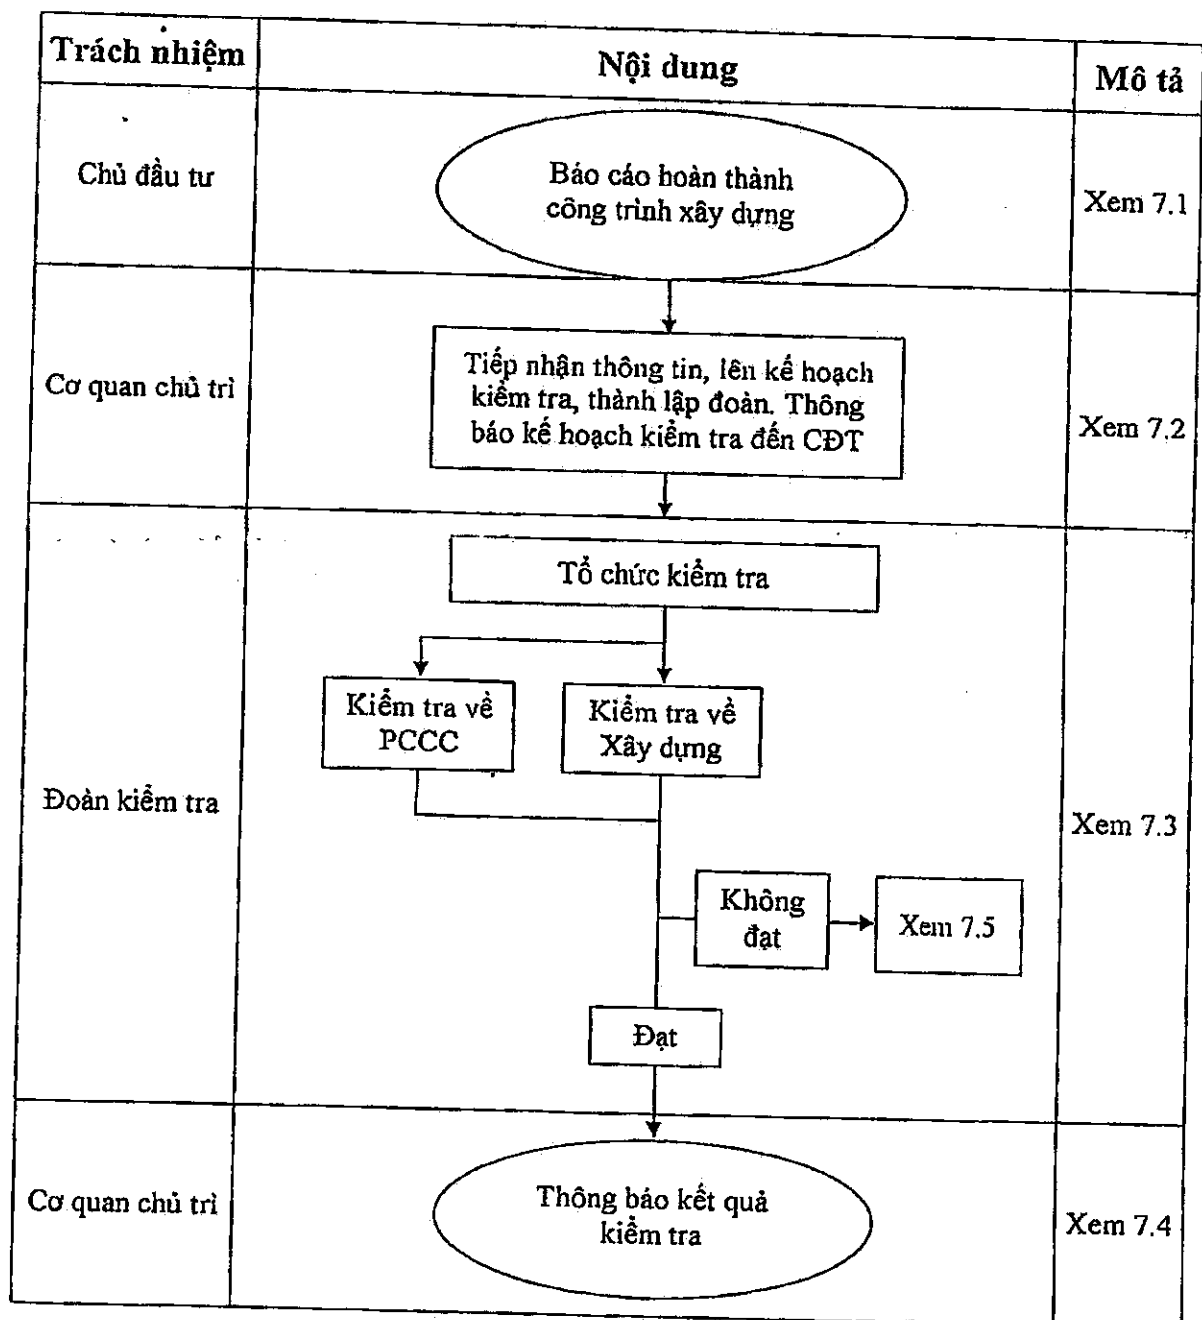 Trách nhiệm
Nội dung
Mô tả
Chủ đầu tư
Báo cáo hoàn thành
công trình xây dựng
Xem 7.1
Cơ quan chủ trì
Tiếp nhận thông tin, lên kế hoạch
kiểm tra, thành lập đoàn. Thông
báo kế hoạch kiểm tra đến CĐT
Xem 7.2
Đoàn kiểm tra
Tổ chức kiểm tra
Kiểm tra về
PCCC
Kiểm tra về
Xây dựng
Không
đạt
Xem 7.5
Đạt
Xem 7.3
Cơ quan chủ trì
Thông báo kết quả
kiểm tra
Xem 7.4